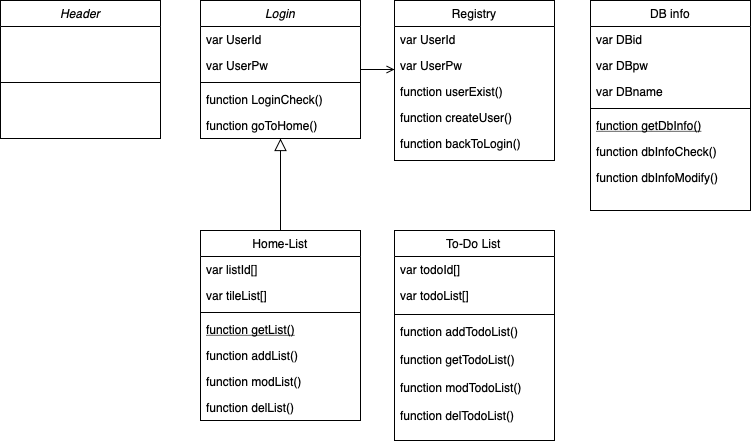 Header
Login
var UserId
var UserPw
function LoginCheck()
function goToHome()
Registry
var UserId
var UserPw
function userExist()
function createUser()
function backToLogin()
DB info
var DBid
var DBpw
var DBname
function getDbInfo()
function dbInfoCheck()
function dbInfoModify()
Home-List
var listId[]
var tileList[]
function getList()
function addList()
function modList()
function delList()
To-Do List
var todoId[]
var todoList[]
function addTodoList()
function getTodoList()
function modTodoList()
function delTodoList()